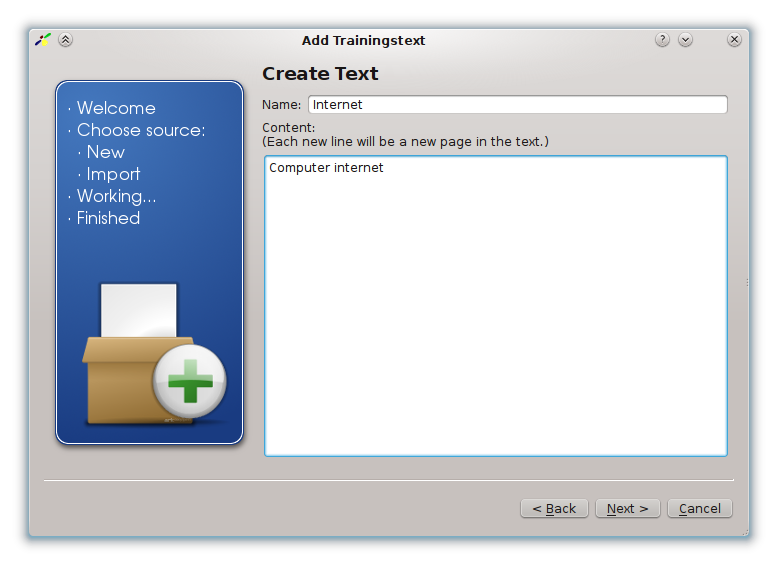 Add Trainingstext
· Welcome
· Choose source:
· New
· Import
· Working...
· Finished
Create Text
Name: Internet
Content:
(Each new line will be a new page in the text.)
Computer internet
< Back Next > Cancel